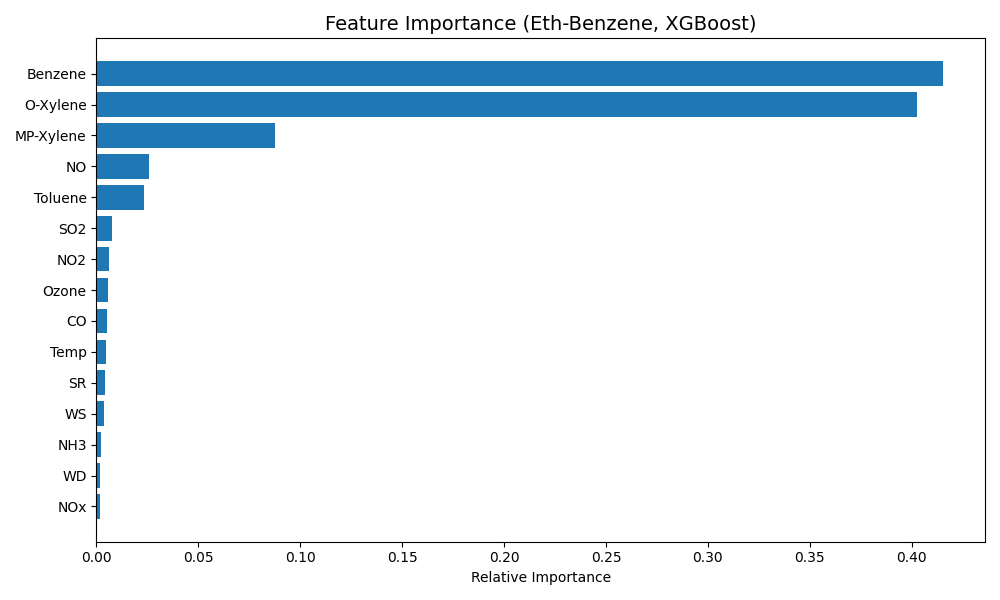 Feature Importance (Eth-Benzene, XGBoost)
Benzene
O-Xylene
MP-Xylene
NO
Toluene
SO2
NO2
Ozone
CO
Temp
SR
WS
NH3
WD
NOx
0.00 0.05 0.10 0.15 0.20 0.25 0.30 0.35 0.40
Relative Importance